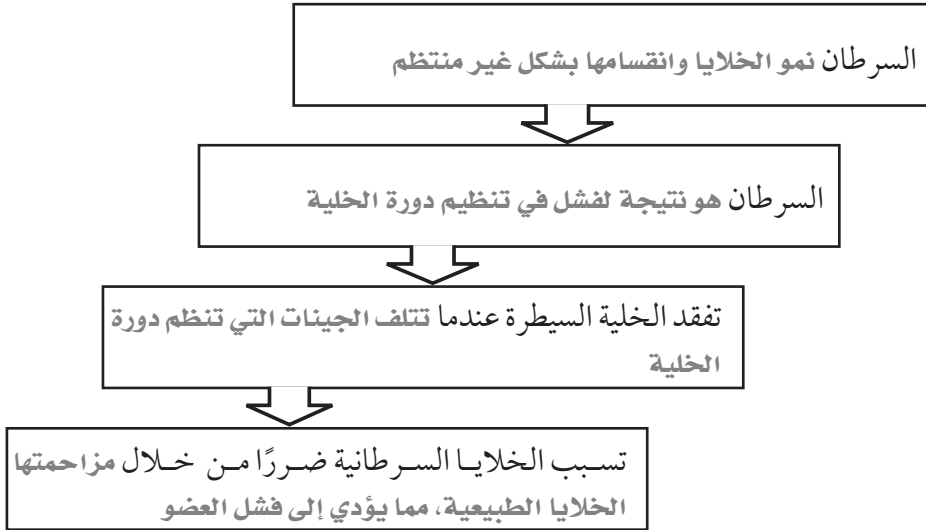 السرطان نمو الخلايا وانقسامها بشكل غير منتظم
السرطان هو نتيجة لفشل في تنظيم دورة الخلية
تفقد الخلية السيطرة عندما تتلف الجينات التي تنظم دورة
الخلية
تسبب الخلايا السرطانية ضررًا من خلال مزاحمتها
الخلايا الطبيعية، مما يؤدي إلى فشل العضو